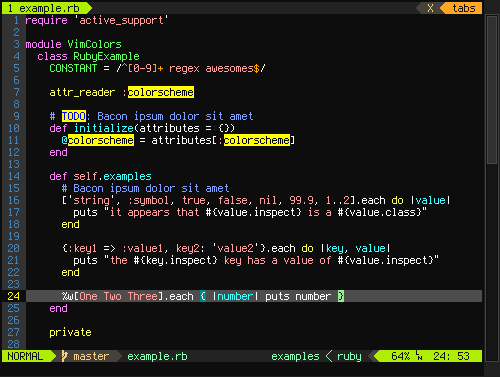 1 example.rb X tabs
1 require 'active_support'
2
3 module VimColors
4 class RubyExample
5 CONSTANT = /^[0-9]+ regex awesomes$/
6
7 attr_reader :colorscheme
8
9 # TODO: Bacon ipsum dolor sit amet
10 def initialize(attributes = {})
11 @colorscheme = attributes[:colorscheme]
12 end
13
14 def self.examples
15 # Bacon ipsum dolor sit amet
16 ['string', :symbol, true, false, nil, 99.9, 1..2].each do |value|
17 puts "it appears that #{value.inspect} is a #{value.class}"
18 end
19
20 {:key1 => :value1, key2: 'value2'}.each do |key, value|
21 puts "the #{key.inspect} key has a value of #{value.inspect}"
22 end
23
24 %w[One Two Three].each { |number| puts number }
25 end
26
27 private
28
NORMAL master example.rb examples < ruby 64% 24: 53